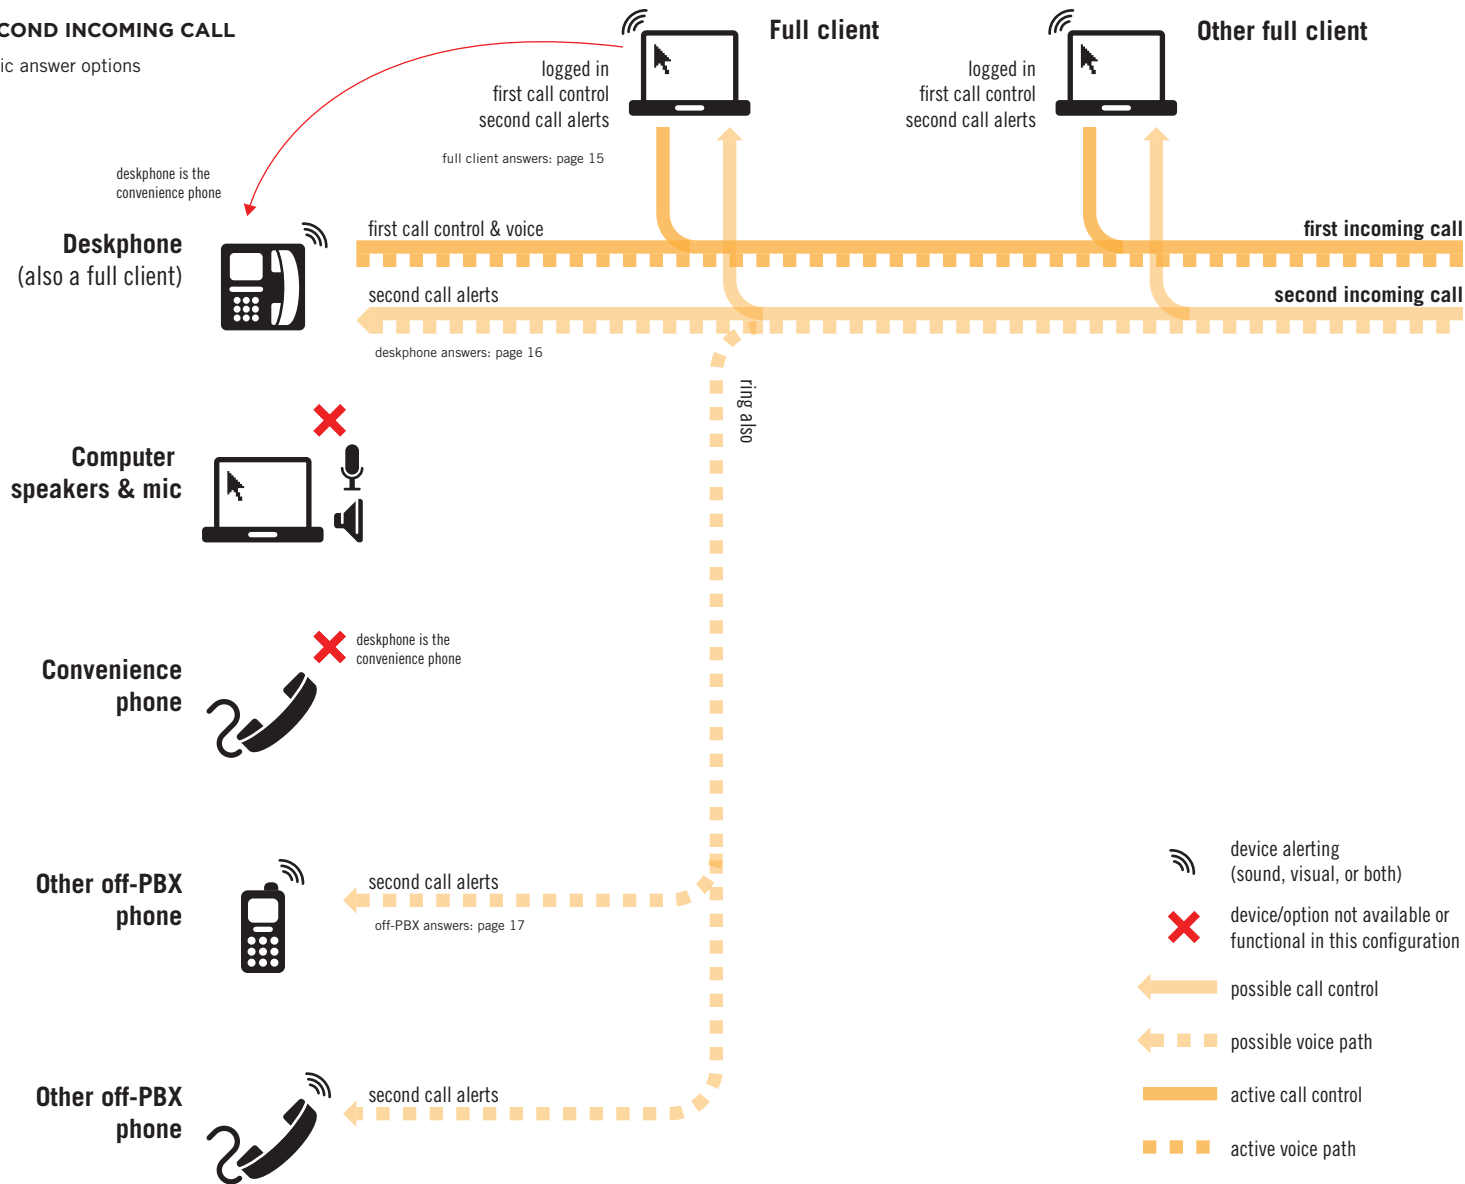 COND INCOMING CALL
ic answer options
Full client
Other full client
logged in
first call control
second call alerts
full client answers: page 15
logged in
first call control
second call alerts
deskphone is the
convenience phone
Deskphone
(also a full client)
first call control & voice
first incoming call
second call alerts
second incoming call
deskphone answers: page 16
ring also
Computer
speakers & mic
deskphone is the
convenience phone
Convenience
phone
Other off-PBX
phone
second call alerts
off-PBX answers: page 17
Other off-PBX
phone
second call alerts
device alerting
(sound, visual, or both)
device/option not available or
functional in this configuration
possible call control
possible voice path
active call control
active voice path